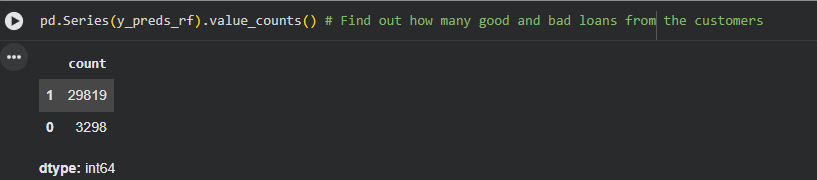 pd.Series(y_preds_rf).value_counts() # Find out how many good and bad loans from the customers
count
1 29819
0 3298
dtype: int64